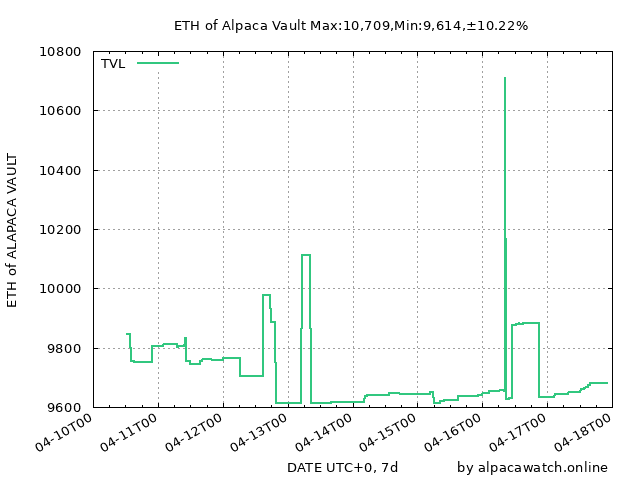 ETH of Alpaca Vault Max:10,709,Min:9,614,±10.22%
TVL
10800
10600
10400
10200
10000
9800
9600
ETH of ALAPACA VAULT
04-10T00
04-11T00
04-12T00
04-13T00
04-14T00
04-15T00
04-16T00
04-17T00
04-18T00
DATE UTC+0, 7d
by alpacawatch.online